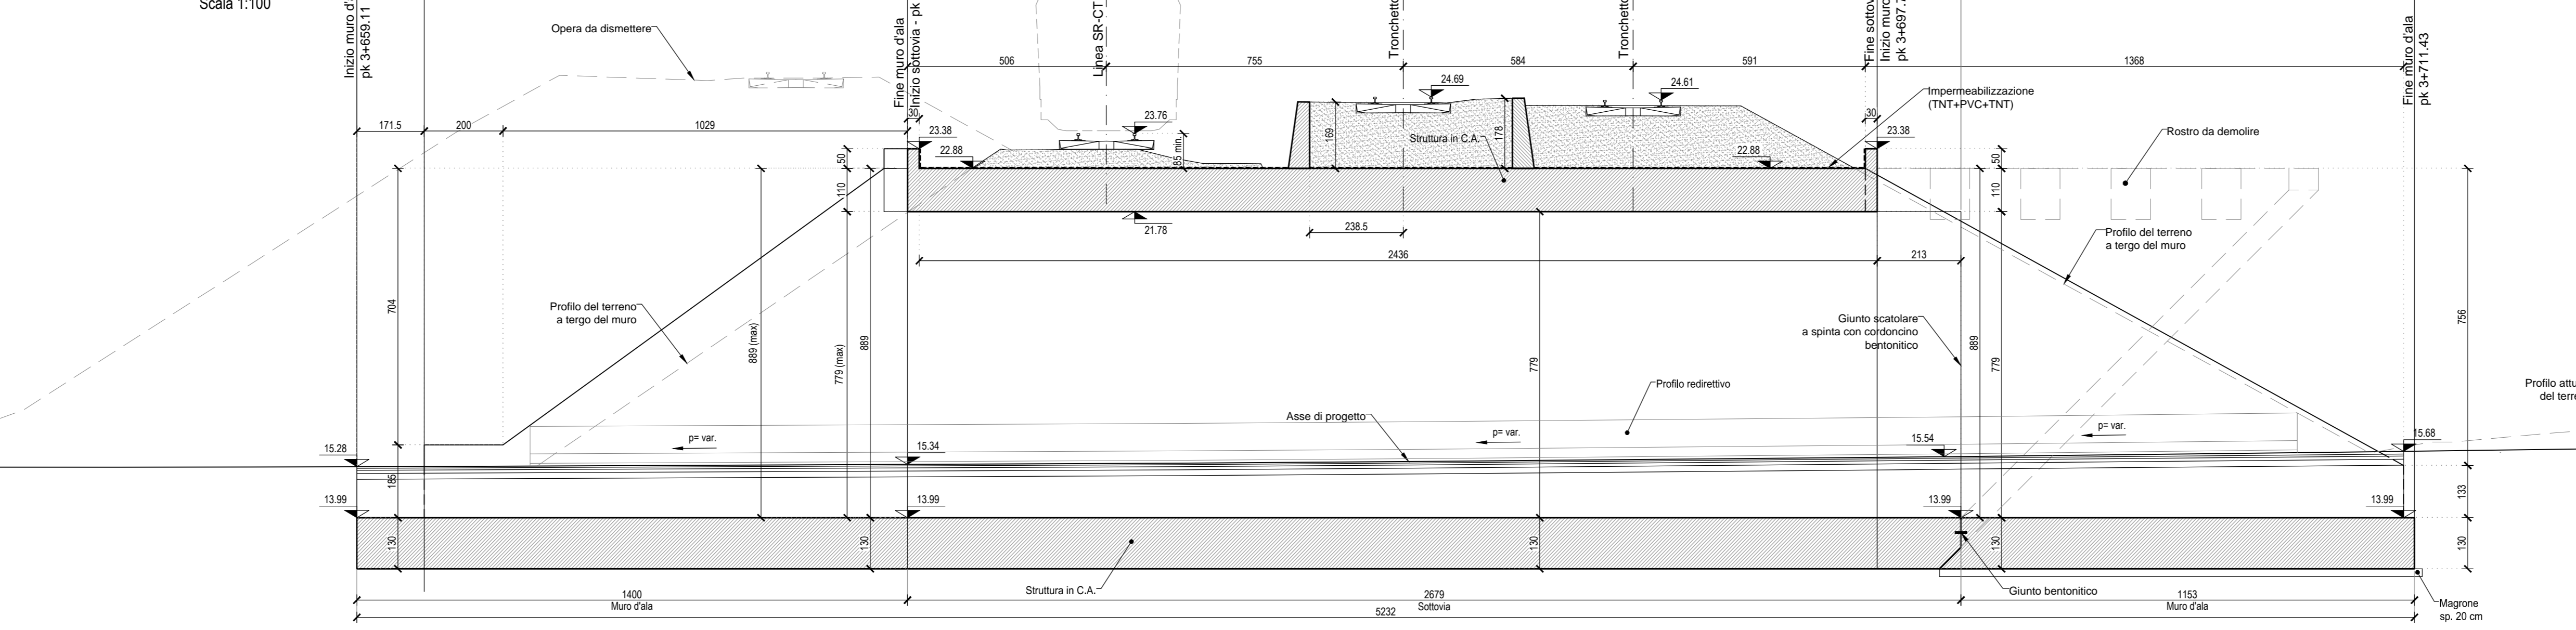 Scala 1:100
Inizio muro d'
pk 3+659.11
Opera da dismettere
Fine muro d'ala
Inizio sottovia - pk
Linea SR-CT
Tronchetto
Tronchetto
Fine sottov
Inizio muro
pk 3+697.
Fine muro d'ala
pk 3+711.43
506
755
584
591
1368
24.69
24.61
Impermeabilizzazione
(TNT+PVC+TNT)
171.5
200
1029
30
23.38
23.76
169
Struttura in C.A.
178
30
23.38
Rostro da demolire
50
22.88
85 min.
22.88
50
110
110
21.78
238.5
Profilo del terreno
a tergo del muro
2436
213
704
Profilo del terreno
a tergo del muro
889 (max)
779 (max)
889
779
Giunto scatolare
a spinta con cordoncino
bentonitico
889
779
756
Profilo redirettivo
Profilo attu
del terre
Asse di progetto
p= var.
p= var.
p= var.
15.28
15.34
15.54
15.68
185
13.99
13.99
13.99
13.99
133
130
130
130
130
130
Struttura in C.A.
Giunto bentonitico
1400
Muro d'ala
2679
Sottovia
1153
Muro d'ala
5232
Magrone
sp. 20 cm